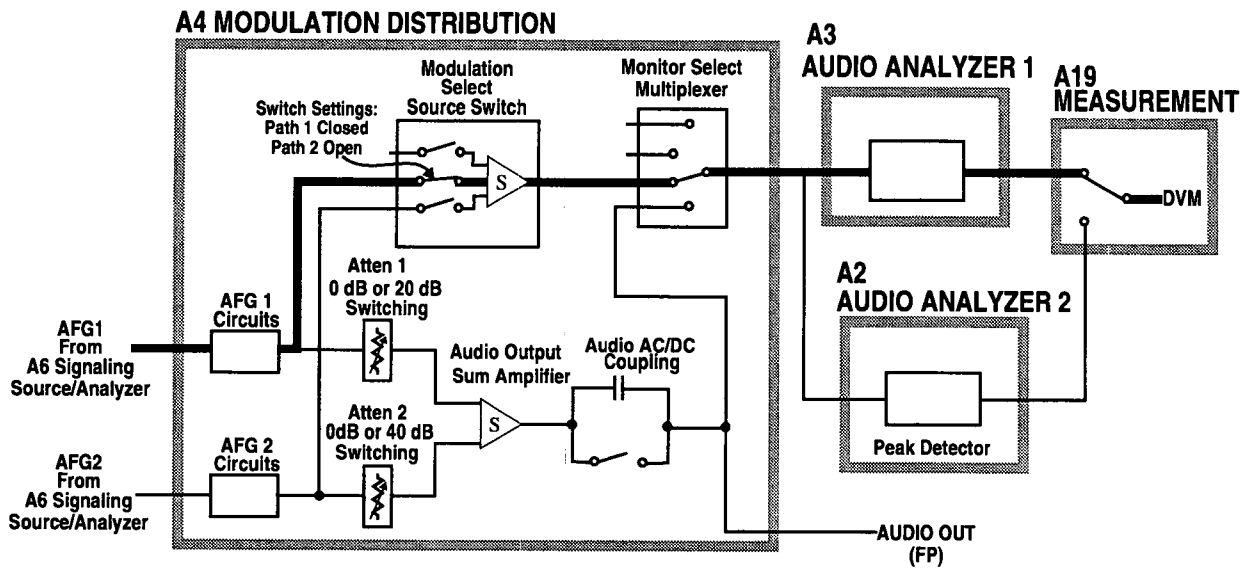 A4 MODULATION DISTRIBUTION
Modulation
Select
Source Switch
Switch Settings:
Path 1 Closed
Path 2 Open
S
Monitor Select
Multiplexer
A3
AUDIO ANALYZER 1
A19
MEASUREMENT
DVM
A2
AUDIO ANALYZER 2
Peak Detector
AFG 1
Circuits
Atten 1
0 dB or 20 dB
Switching
AFG1
From
A6 Signaling
Source/Analyzer
Audio Output
Sum Amplifier
S
Audio AC/DC
Coupling
Atten 2
0dB or 40 dB
Switching
AFG 2
Circuits
AFG2
From
A6 Signaling
Source/Analyzer
AUDIO OUT
(FP)